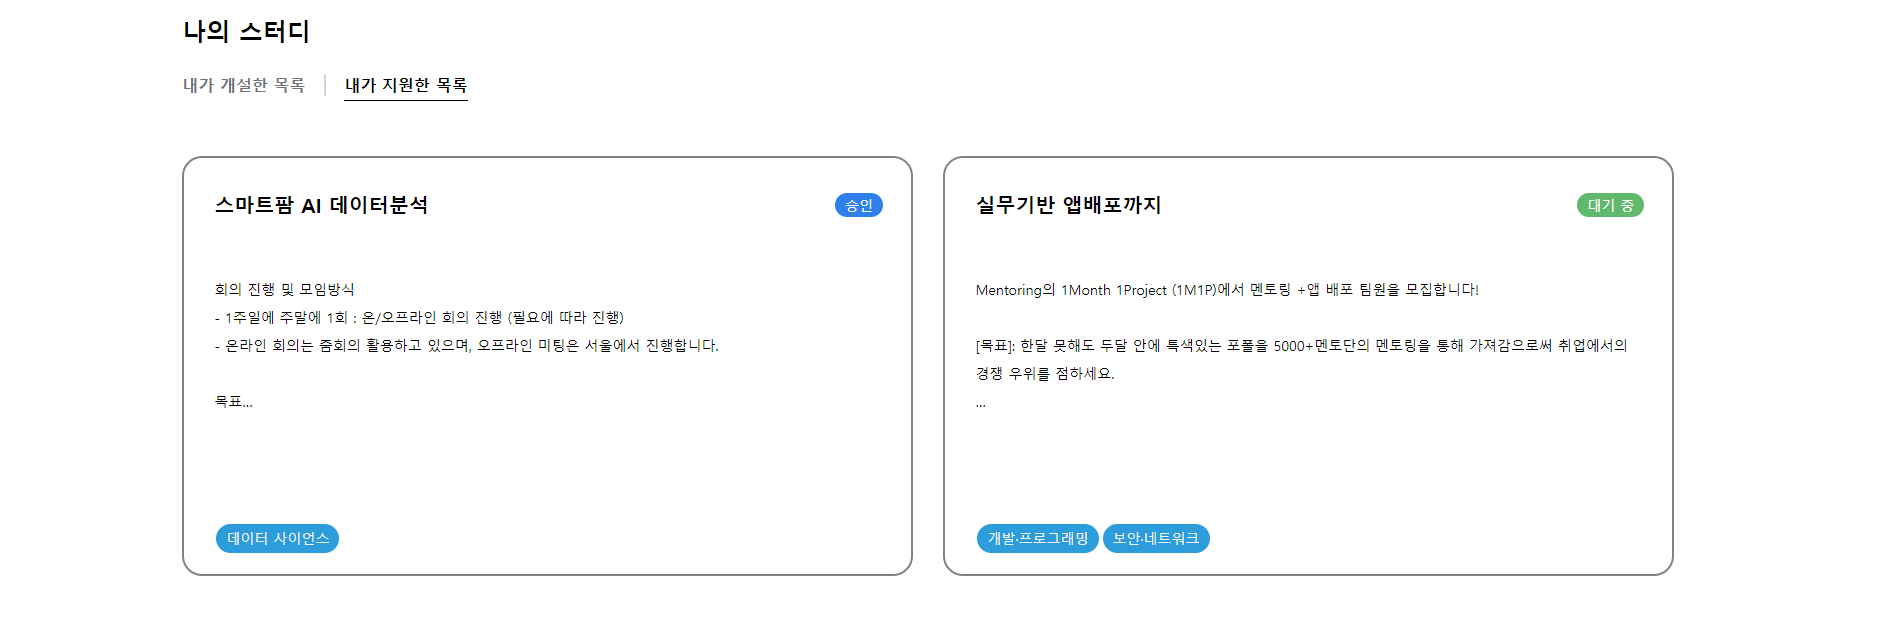 나의 스터디
내가 개설한 목록
내가 지원한 목록
스마트팜 AI 데이터분석
승인
회의 진행 및 모임방식
- 1주일에 주말에 1회 : 온/오프라인 회의 진행 (필요에 따라 진행)
- 온라인 회의는 줌회의 활용하고 있으며, 오프라인 미팅은 서울에서 진행합니다.
목표...
데이터 사이언스
실무기반 앱배포까지
대기 중
Mentoring의 1Month 1Project (1M1P)에서 멘토링 +앱 배포 팀원을 모집합니다!
[목표]: 한달 못해도 두달 안에 특색있는 포폴을 5000+멘토단의 멘토링을 통해 가져감으로써 취업에서의
경쟁 우위를 점하세요.
...
개발·프로그래밍
보안·네트워크